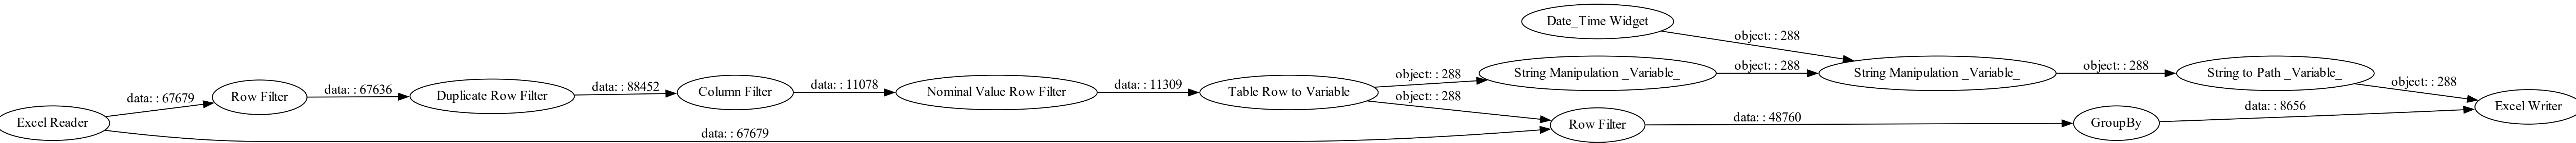 Date_Time Widget
object: : 288
object: : 288
String Manipulation _Variable_
object: : 288
String Manipulation _Variable_
object: : 288
String to Path _Variable_
object: : 288
Excel Reader
data: : 67679
Row Filter
data: : 67636
Duplicate Row Filter
data: : 88452
Column Filter
data: : 11078
Nominal Value Row Filter
data: : 11309
Table Row to Variable
object: : 288
Row Filter
data: : 48760
GroupBy
data: : 8656
Excel Writer
data: : 67679